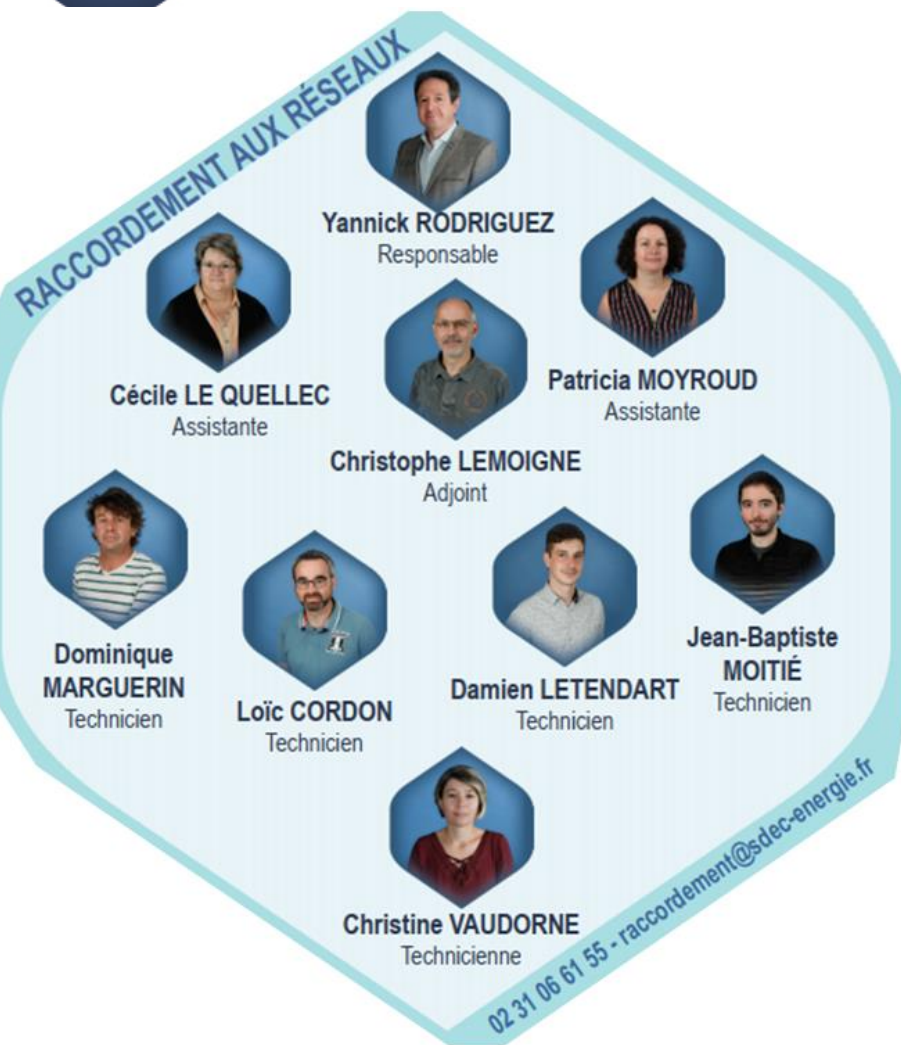 RACCORDEMENT AUX RÉSEAUX
Yannick RODRIGUEZ
Responsable
Cécile LE QUELLEC
Assistante
Patricia MOYROUD
Assistante
Christophe LEMOIGNE
Adjoint
Dominique
MARGUERIN
Technicien
Loïc CORDON
Technicien
Damien LETENDART
Technicien
Jean-Baptiste
MOITIÉ
Technicien
Christine VAUDORNE
Technicienne
02 31 06 61 55 - raccordement@sdec-energie.fr